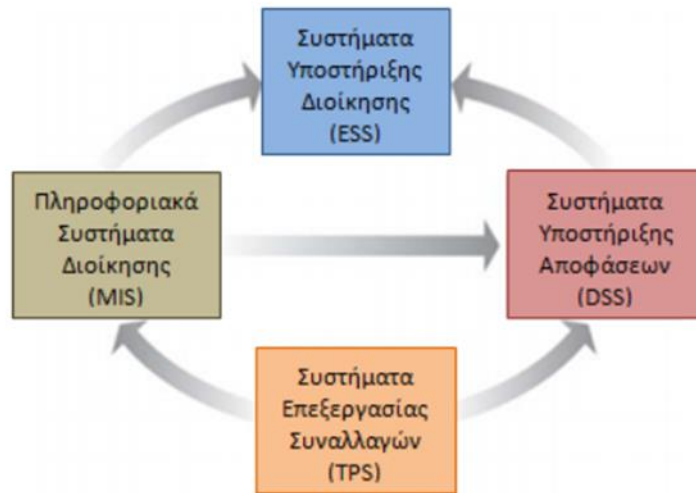 Συστήματα
Υποστήριξης
Διοίκησης
(ESS)
Πληροφοριακά
Συστήματα
Διοίκησης
(MIS)
Συστήματα
Υποστήριξης
Αποφάσεων
(DSS)
Συστήματα
Επεξεργασίας
Συναλλαγών
(TPS)